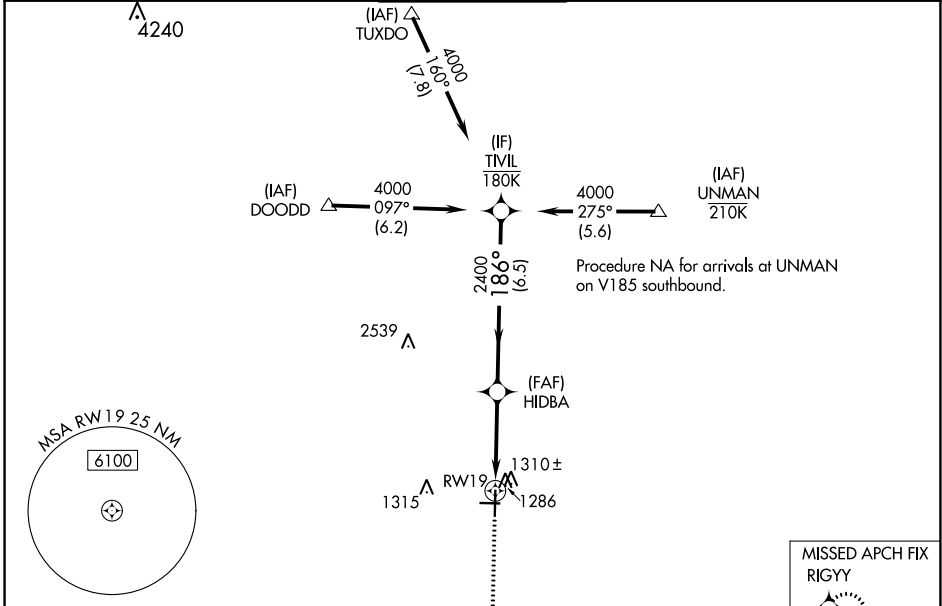 4240
(IAF)
TUXDO
4000
160°
(7.8)
(IF)
TIVIL
180K
(IAF)
DOODD
4000
097°
(6.2)
4000
275°
(5.6)
(IAF)
UNMAN
210K
2400
186°
(6.5)
Procedure NA for arrivals at UNMAN
on V185 southbound.
2539
(FAF)
HIDBA
MSA RW19 25 NM
6100
1315
RW19
1310±
1286
MISSED APCH FIX
RIGYY